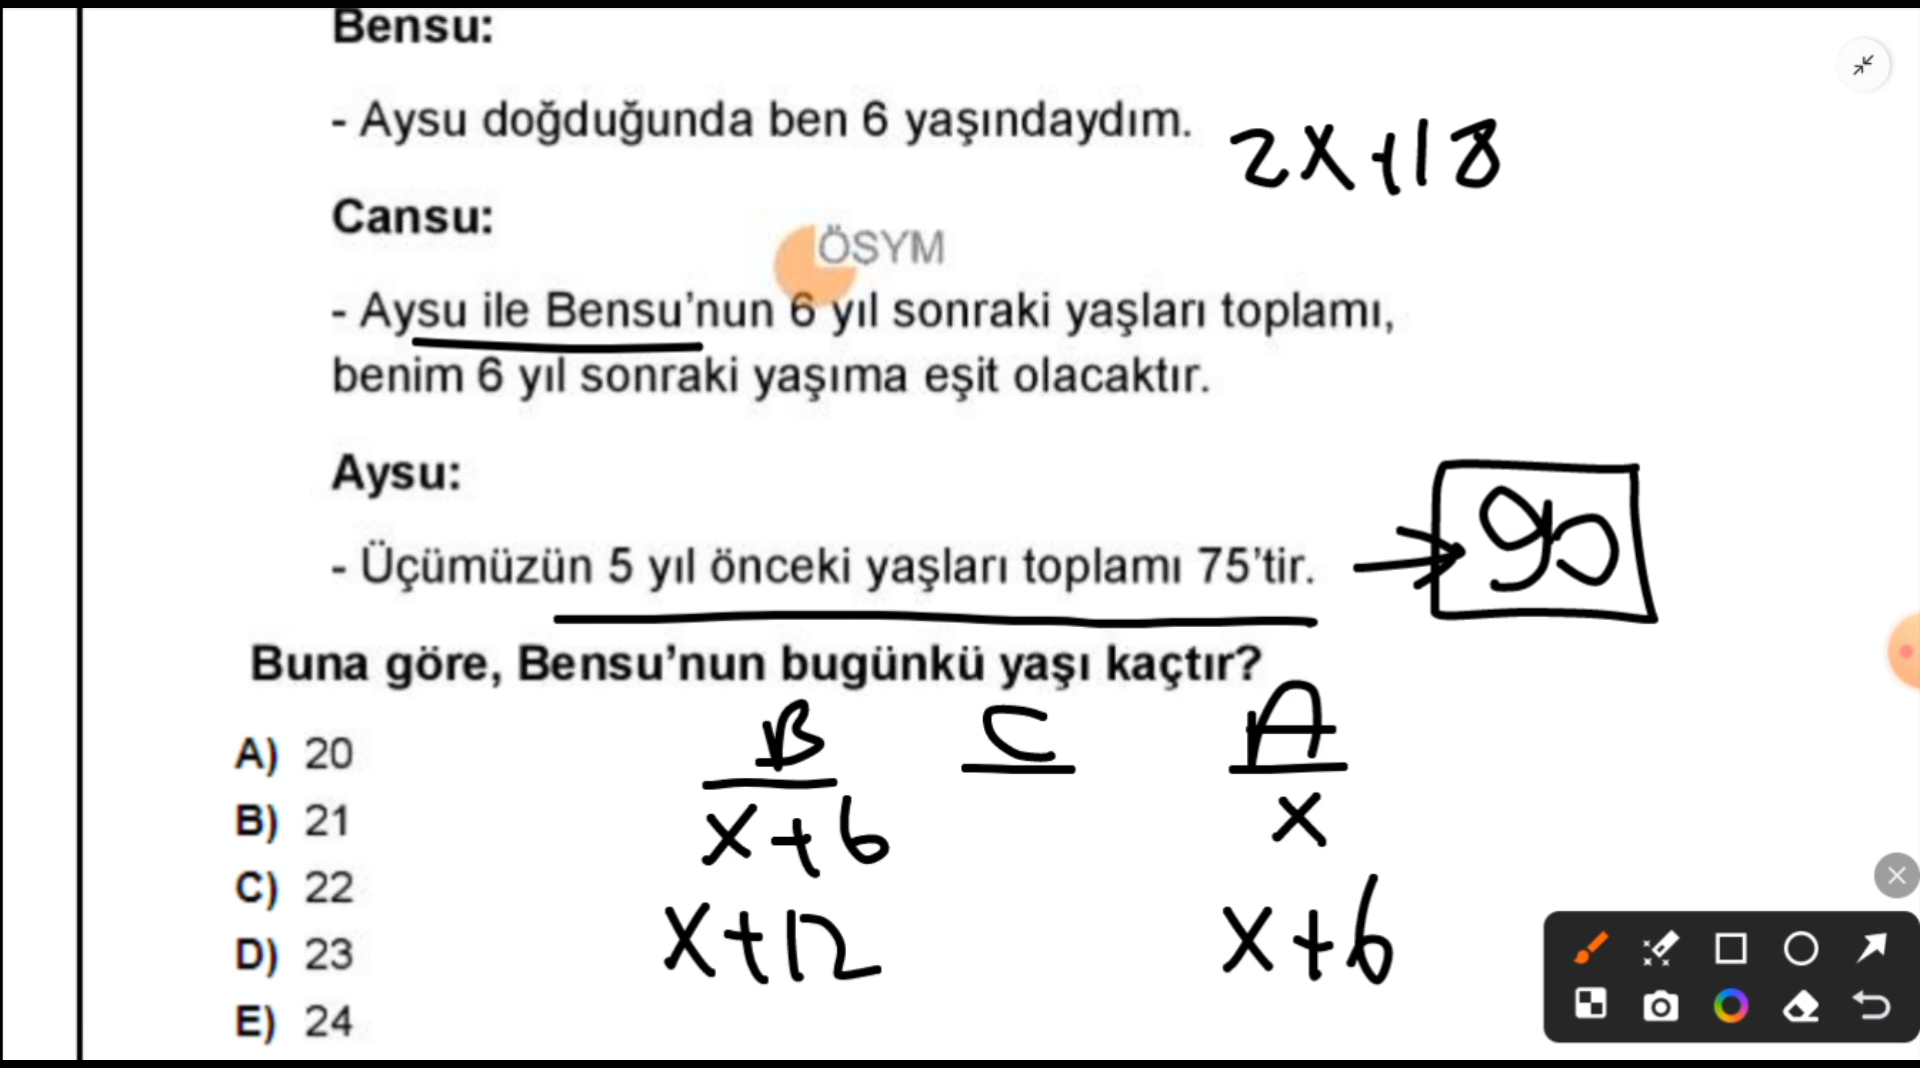 Bensu:
- Aysu doğduğunda ben 6 yaşındaydım.
2x+18
Cansu:
ÖSYM
- Aysu ile Bensu'nun 6 yıl sonraki yaşları toplamı,
benim 6 yıl sonraki yaşıma eşit olacaktır.
Aysu:
- Üçümüzün 5 yıl önceki yaşları toplamı 75'tir.
90
Buna göre, Bensu'nun bugünkü yaşı kaçtır?
A) 20
B) 21
C) 22
D) 23
E) 24
B C A
x+6 x
x+12 x+6